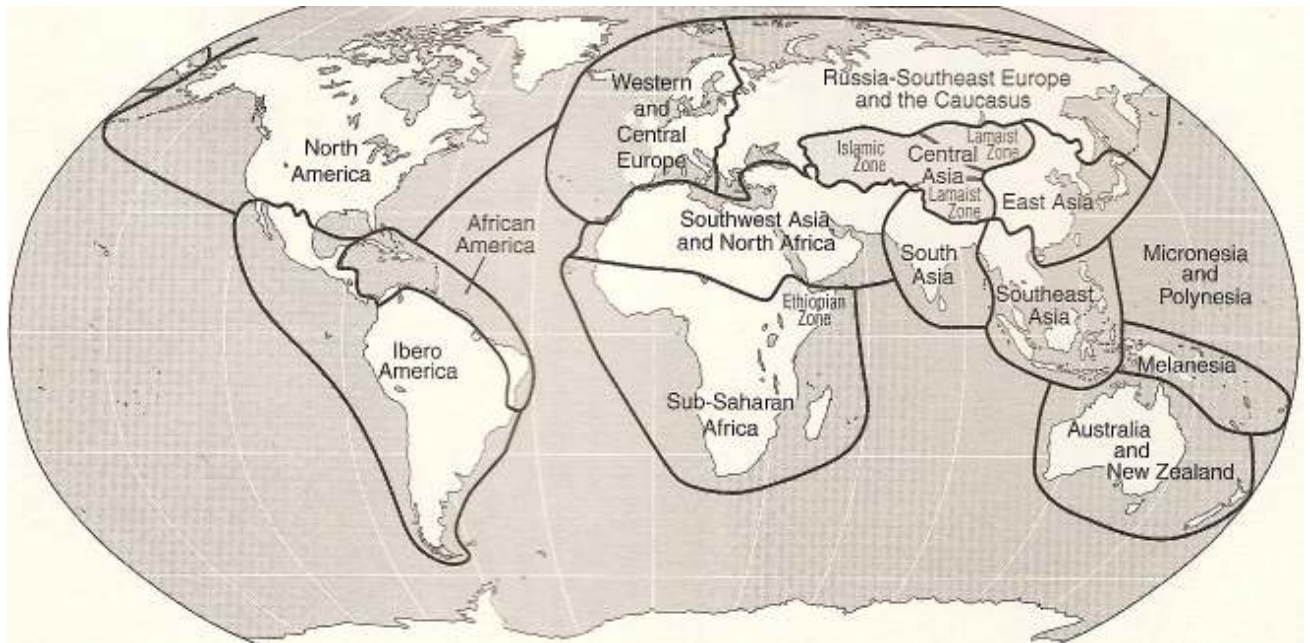 Western
and
Central
Europe
Russia-Southeast Europe
and the Caucasus
North
America
Islamic
Zone
Central
Asia
Lamaist
Zone
Lamaist
Zone
East Asia
African
America
Southwest Asia
and North Africa
South
Asia
Southeast
Asia
Micronesia
and
Polynesia
Ethiopian
Zone
Ibero
America
Sub-Saharan
Africa
Melanesia
Australia
and
New Zealand